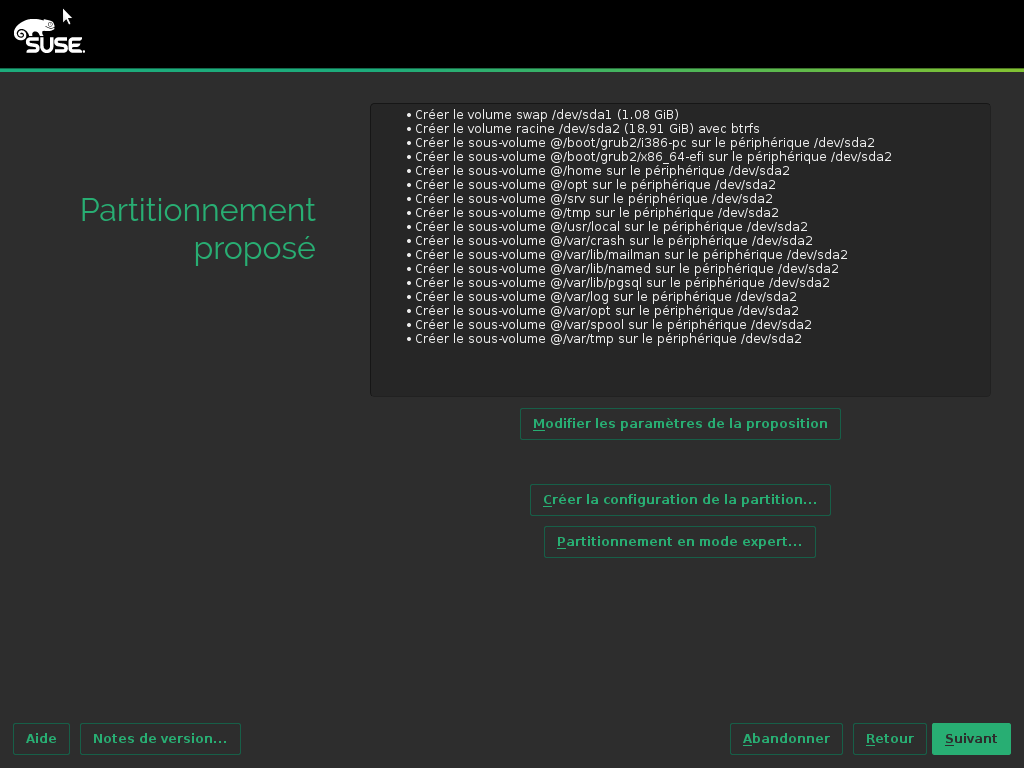 SUSE.
Partitionnement
proposé
• Créer le volume swap /dev/sda1 (1.08 GiB)
• Créer le volume racine /dev/sda2 (18.91 GiB) avec btrfs
• Créer le sous-volume @/boot/grub2/i386-pc sur le périphérique /dev/sda2
• Créer le sous-volume @/boot/grub2/x86_64-efi sur le périphérique /dev/sda2
• Créer le sous-volume @/home sur le périphérique /dev/sda2
• Créer le sous-volume @/opt sur le périphérique /dev/sda2
• Créer le sous-volume @/srv sur le périphérique /dev/sda2
• Créer le sous-volume @/tmp sur le périphérique /dev/sda2
• Créer le sous-volume @/usr/local sur le périphérique /dev/sda2
• Créer le sous-volume @/var/crash sur le périphérique /dev/sda2
• Créer le sous-volume @/var/lib/mailman sur le périphérique /dev/sda2
• Créer le sous-volume @/var/lib/named sur le périphérique /dev/sda2
• Créer le sous-volume @/var/lib/pgsql sur le périphérique /dev/sda2
• Créer le sous-volume @/var/log sur le périphérique /dev/sda2
• Créer le sous-volume @/var/opt sur le périphérique /dev/sda2
• Créer le sous-volume @/var/spool sur le périphérique /dev/sda2
• Créer le sous-volume @/var/tmp sur le périphérique /dev/sda2
Modifier les paramètres de la proposition
Créer la configuration de la partition...
Partitionnement en mode expert...
Aide
Notes de version...
Abandonner
Retour
Suivant